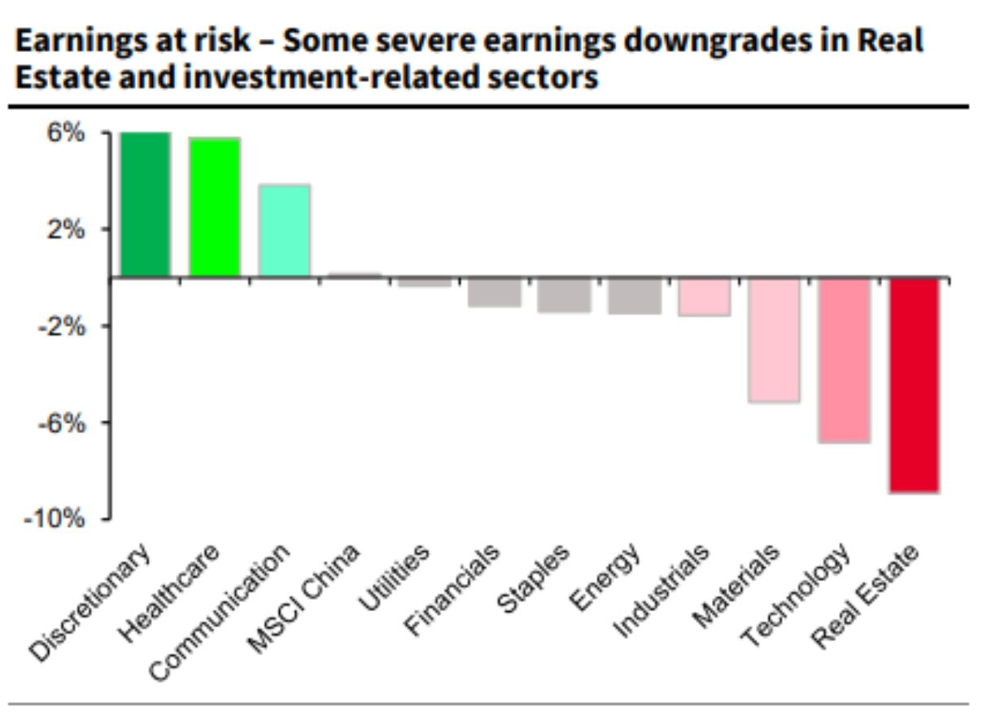 Earnings at risk – Some severe earnings downgrades in Real
Estate and investment-related sectors
6%
2%
-2%
-6%
-10%
Discretionary
Healthcare
Communication
MSCI China
Utilities
Financials
Staples
Energy
Industrials
Materials
Technology
Real Estate